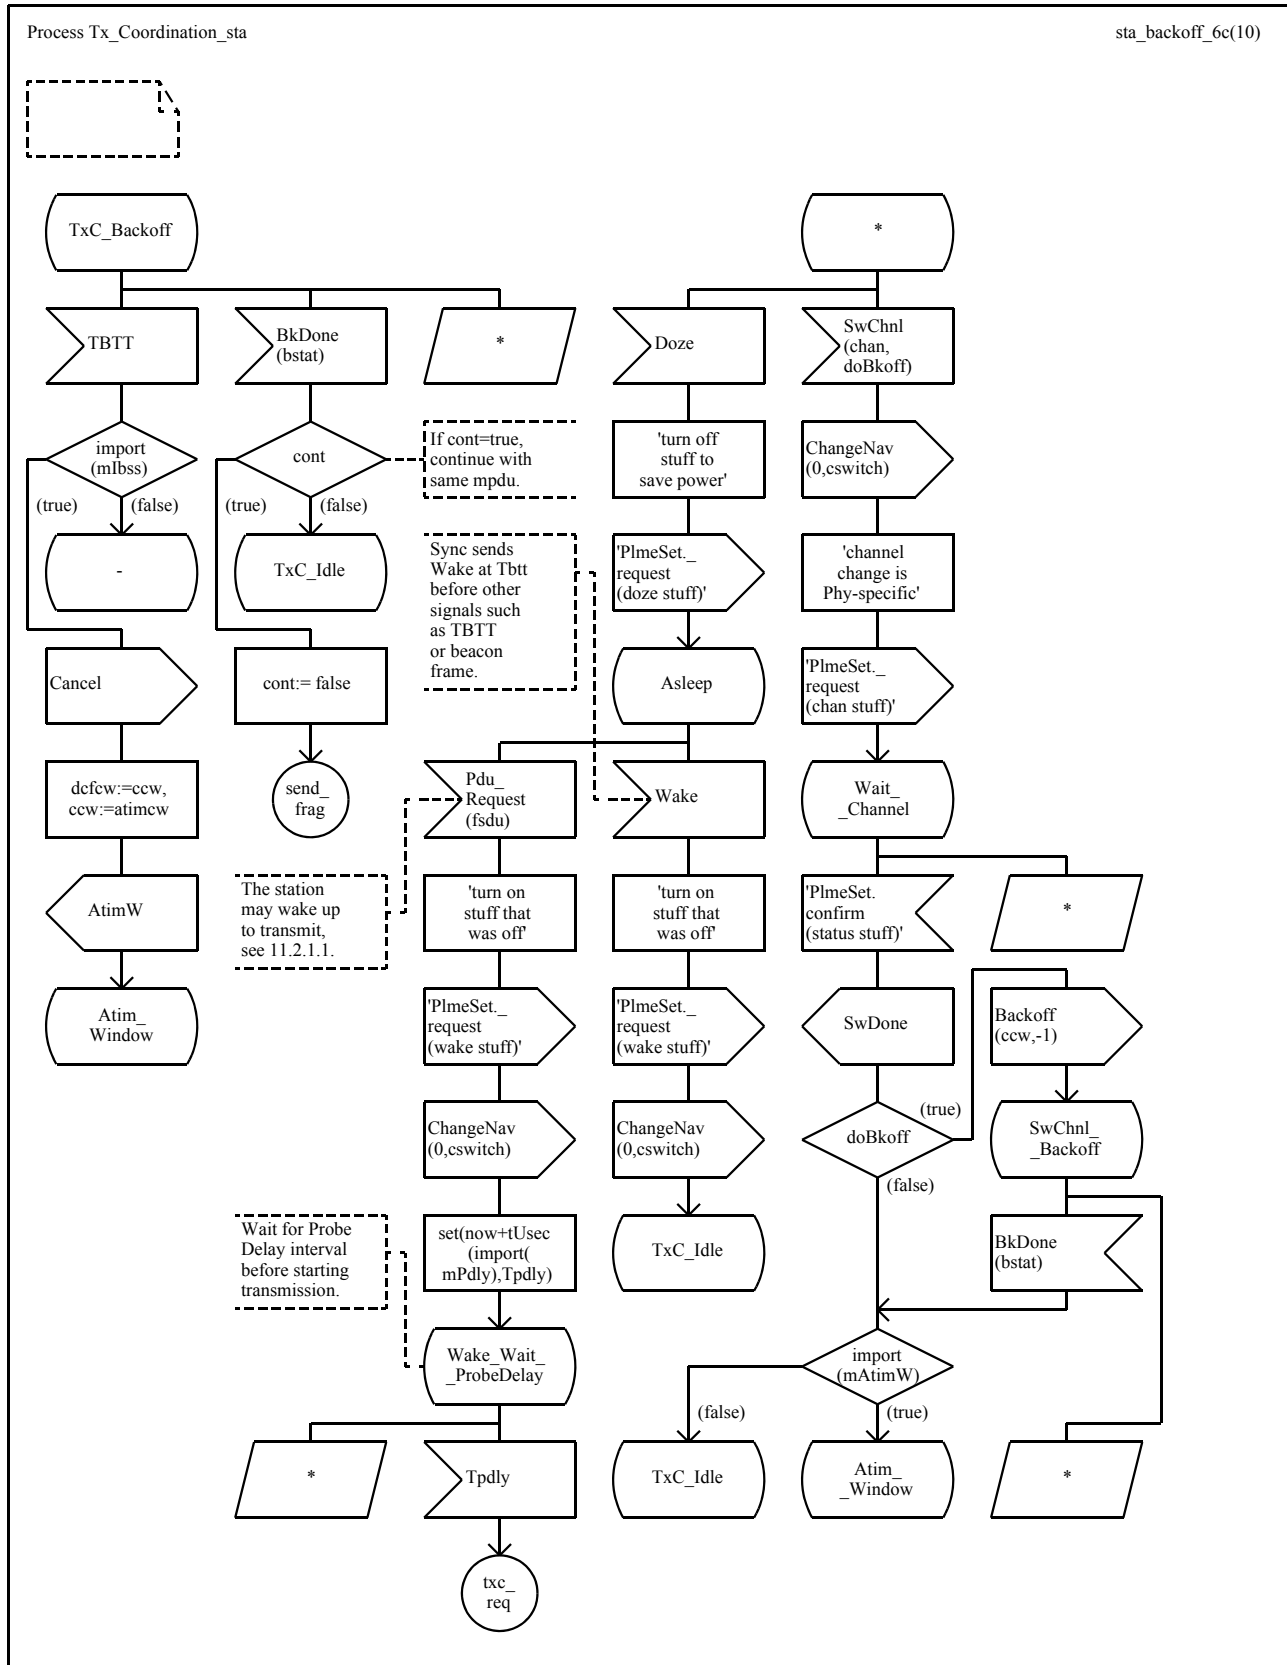 Process Tx_Coordination_sta
sta_backoff_6c(10)
TxC_Backoff
*
TBTT
BkDone
(bstat)
*
Doze
SwChnl
(chan,
doBkoff)
import
(mIbss)
cont
If cont=true,
continue with
same mpdu.
'turn off
stuff to
save power'
ChangeNav
(0,cswitch)
(true)
(false)
(true)
(false)
-
TxC_Idle
Sync sends
Wake at Tbtt
before other
signals such
as TBTT
or beacon
frame.
'PlmeSet._
request
(doze stuff)'
'channel
change is
Phy-specific'
Cancel
cont:= false
Asleep
'PlmeSet._
request
(chan stuff)'
dcfcw:=ccw,
ccw:=atimcw
send_
_frag
Pdu_
_Request
(fsdu)
Wake
Wait_
_Channel
AtimW
The station
may wake up
to transmit,
see 11.2.1.1.
'turn on
stuff that
was off'
'turn on
stuff that
was off'
'PlmeSet.
confirm
(status stuff)'
*
Atim_
_Window
'PlmeSet._
request
(wake stuff)'
'PlmeSet._
request
(wake stuff)'
SwDone
Backoff
(ccw,-1)
ChangeNav
(0,cswitch)
ChangeNav
(0,cswitch)
doBkoff
(true)
(false)
SwChnl_
_Backoff
Wait for Probe
Delay interval
before starting
transmission.
set(now+tUsec
(import(
mPdly),Tpdly)
TxC_Idle
BkDone
(bstat)
Wake_Wait_
_ProbeDelay
import
(mAtimW)
(false)
(true)
*
Tpdly
TxC_Idle
Atim_
_Window
*
txc_
req